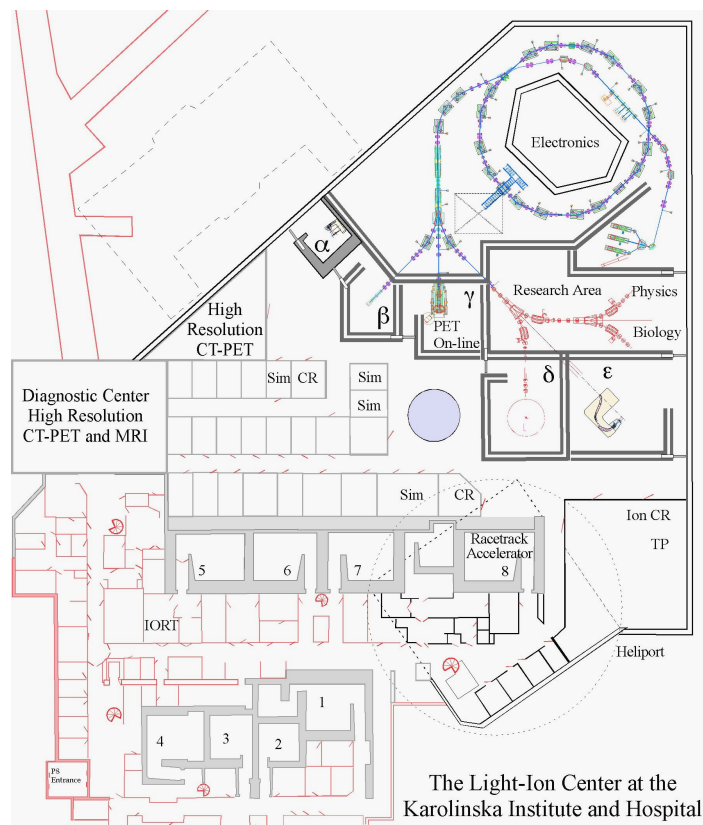 Electronics
α
High
Resolution
CT-PET
β
γ
PET
On-line
Research Area
Physics
Biology
Sim
CR
Sim
Sim
δ
ε
Diagnostic Center
High Resolution
CT-PET and MRI
Sim
CR
Ion CR
TP
Racetrack
Accelerator
5
6
7
8
IORT
Heliport
1
2
3
4
PS
Entrance
The Light-Ion Center at the
Karolinska Institute and Hospital